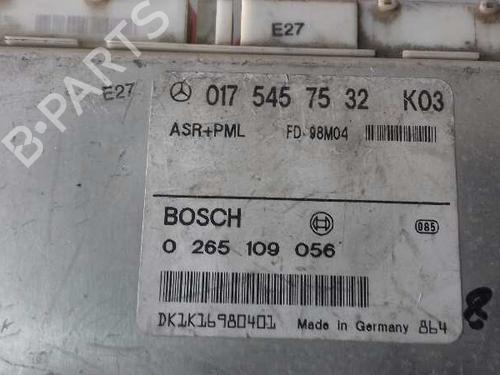 E27
B-PARTS
E27
017 545 75 32 K03
ASR+PML FD 98M04
BOSCH
085
0 265 109 056
DK1K16980401 Made in Germany 864
8